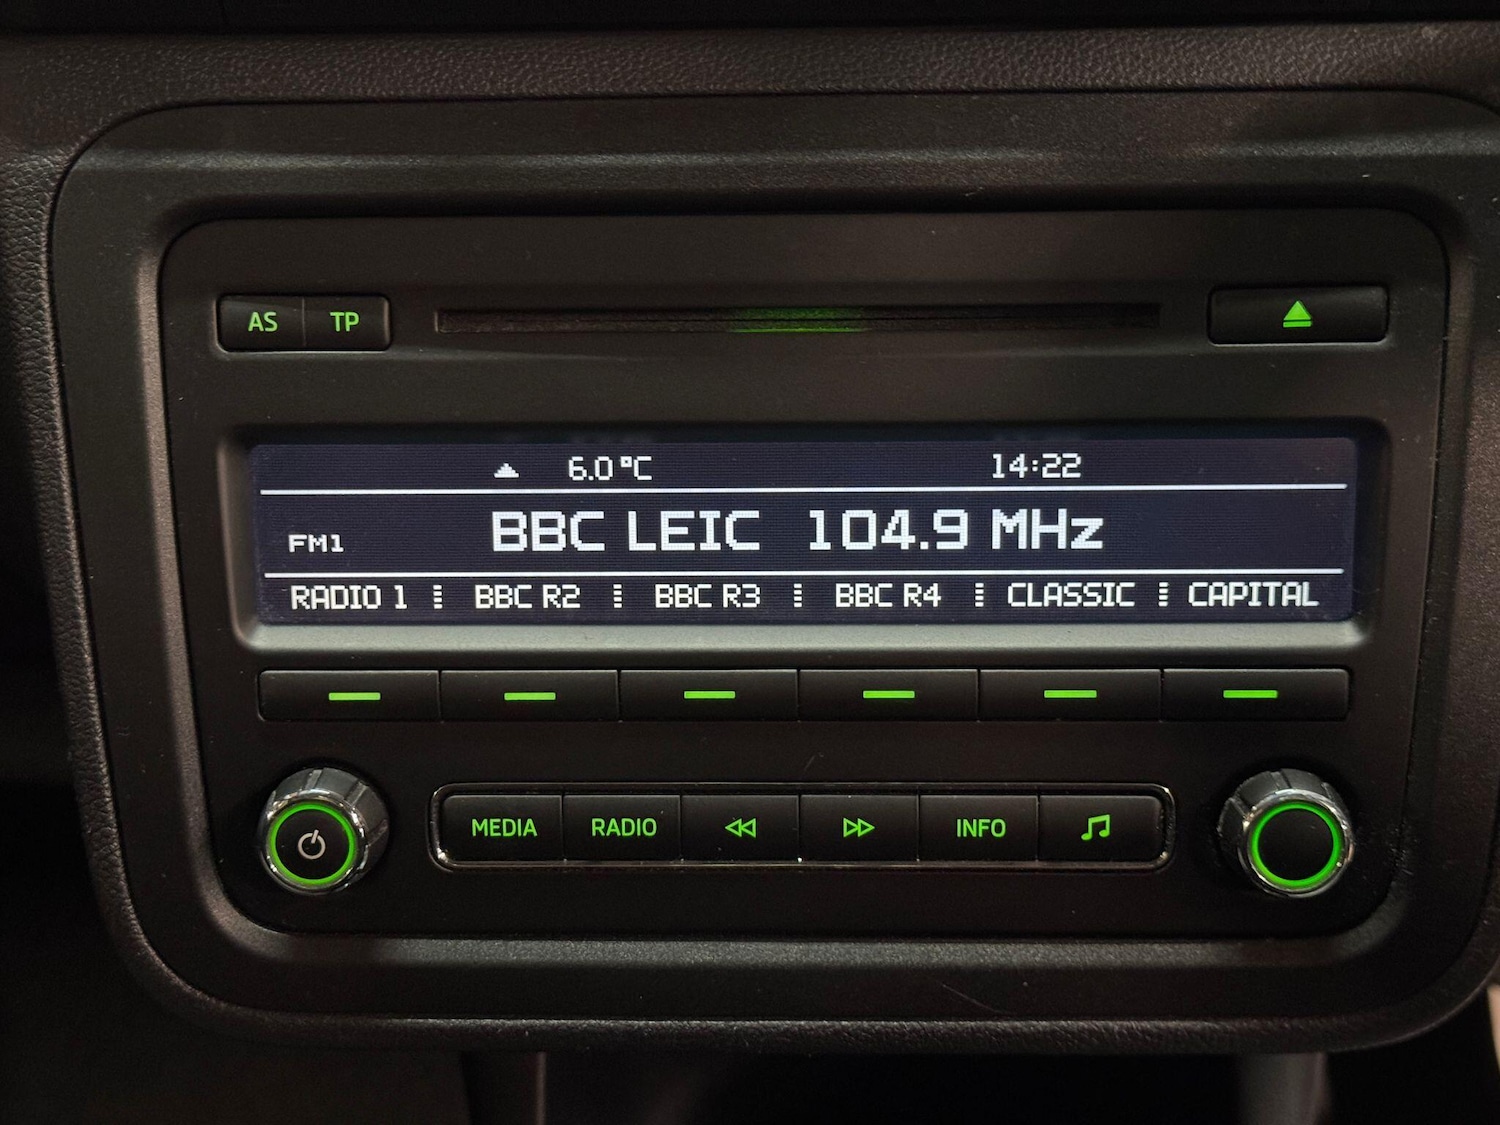 AS TP
6.0°C 14:22
FM1 BBC LEIC 104.9 MHz
RADIO 1 BBC R2 BBC R3 BBC R4 CLASSIC CAPITAL
MEDIA RADIO INFO